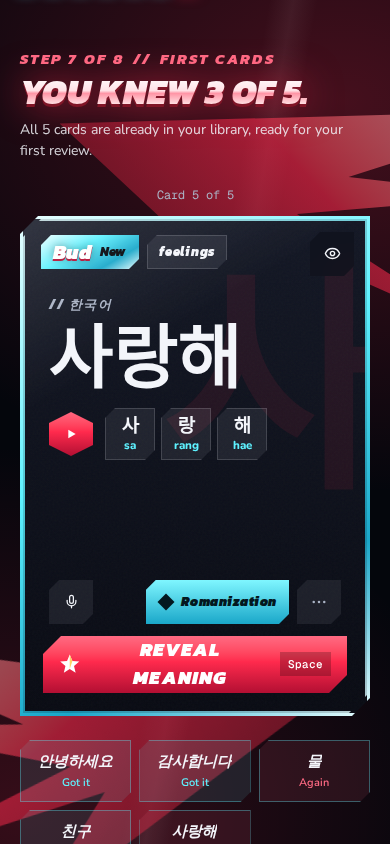 STEP 7 OF 8 // FIRST CARDS
YOU KNEW 3 OF 5.
All 5 cards are already in your library, ready for your
first review.
Card 5 of 5
Bud New feelings
// 한국어
사랑해
사 랑 해
sa rang hae
Romanization
REVEAL
MEANING
Space
안녕하세요 감사합니다 물
Got it Got it Again
친구 사랑해